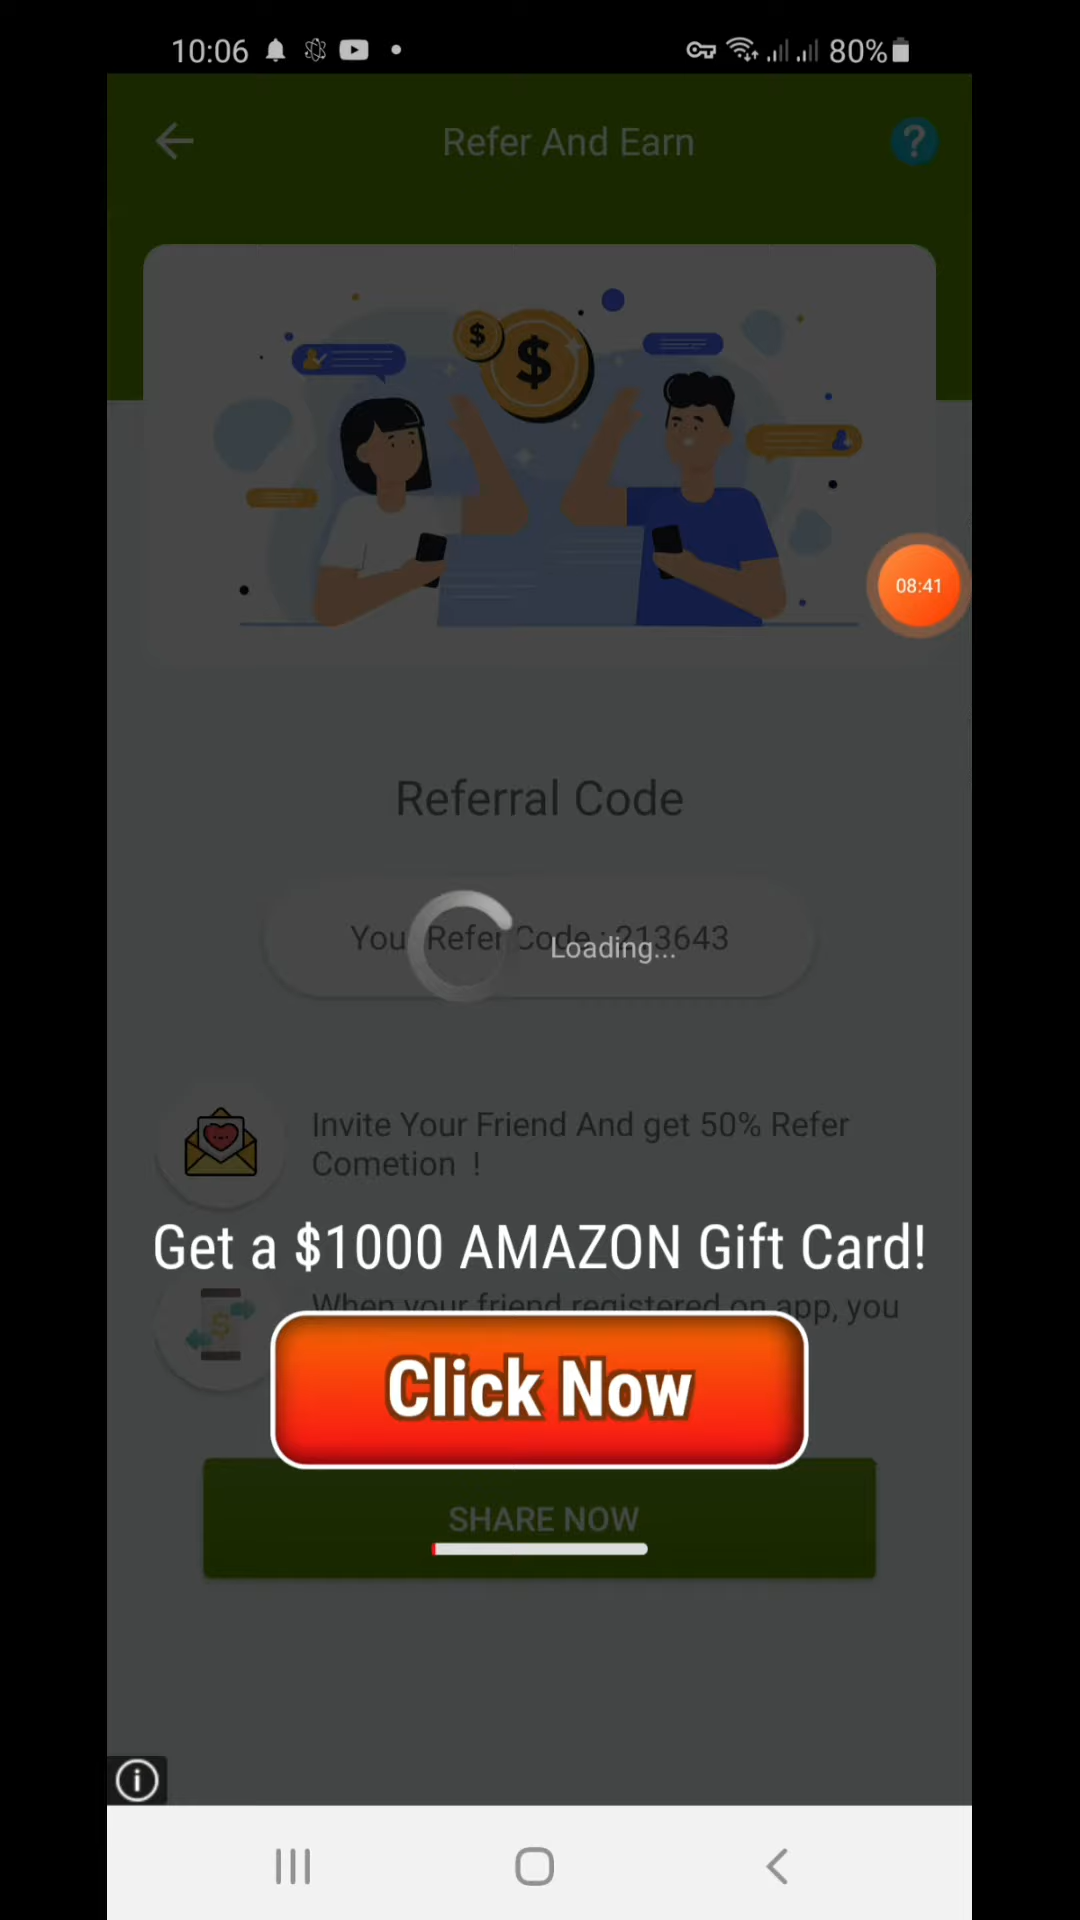 10:06
80%
Refer And Earn
?
$
$
08:41
Referral Code
Your Refer Code : 213643
Loading...
Invite Your Friend And get 50% Refer
Cometion !
Get a $1000 AMAZON Gift Card!
When your friend registered on app, you
$
Click Now
SHARE NOW